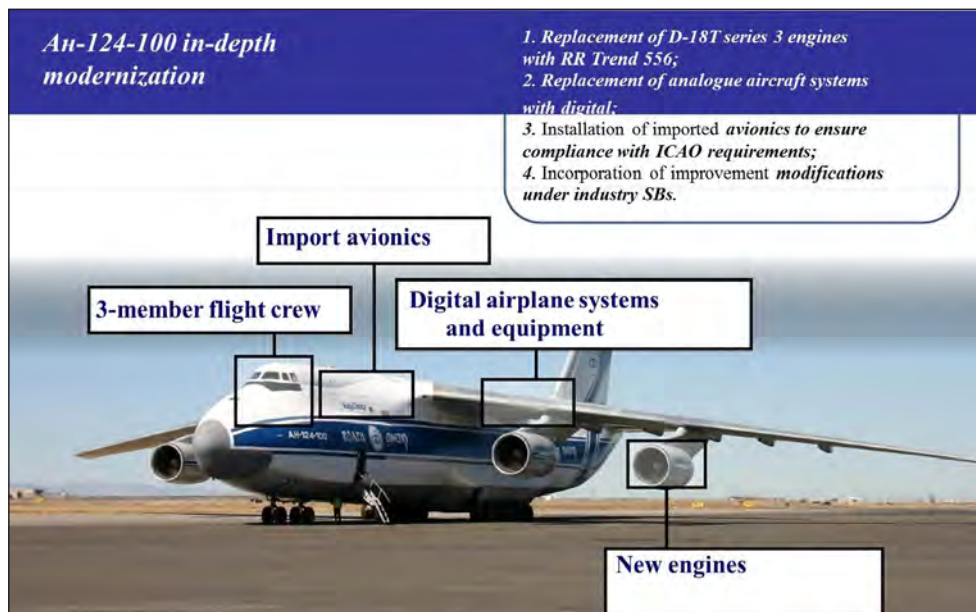 Ан-124-100 in-depth
modernization
1. Replacement of D-18T series 3 engines
with RR Trend 556;
2. Replacement of analogue aircraft systems
with digital;
3. Installation of imported avionics to ensure
compliance with ICAO requirements;
4. Incorporation of improvement modifications
under industry SBs.
Import avionics
3-member flight crew
Digital airplane systems
and equipment
АН-124-100
New engines